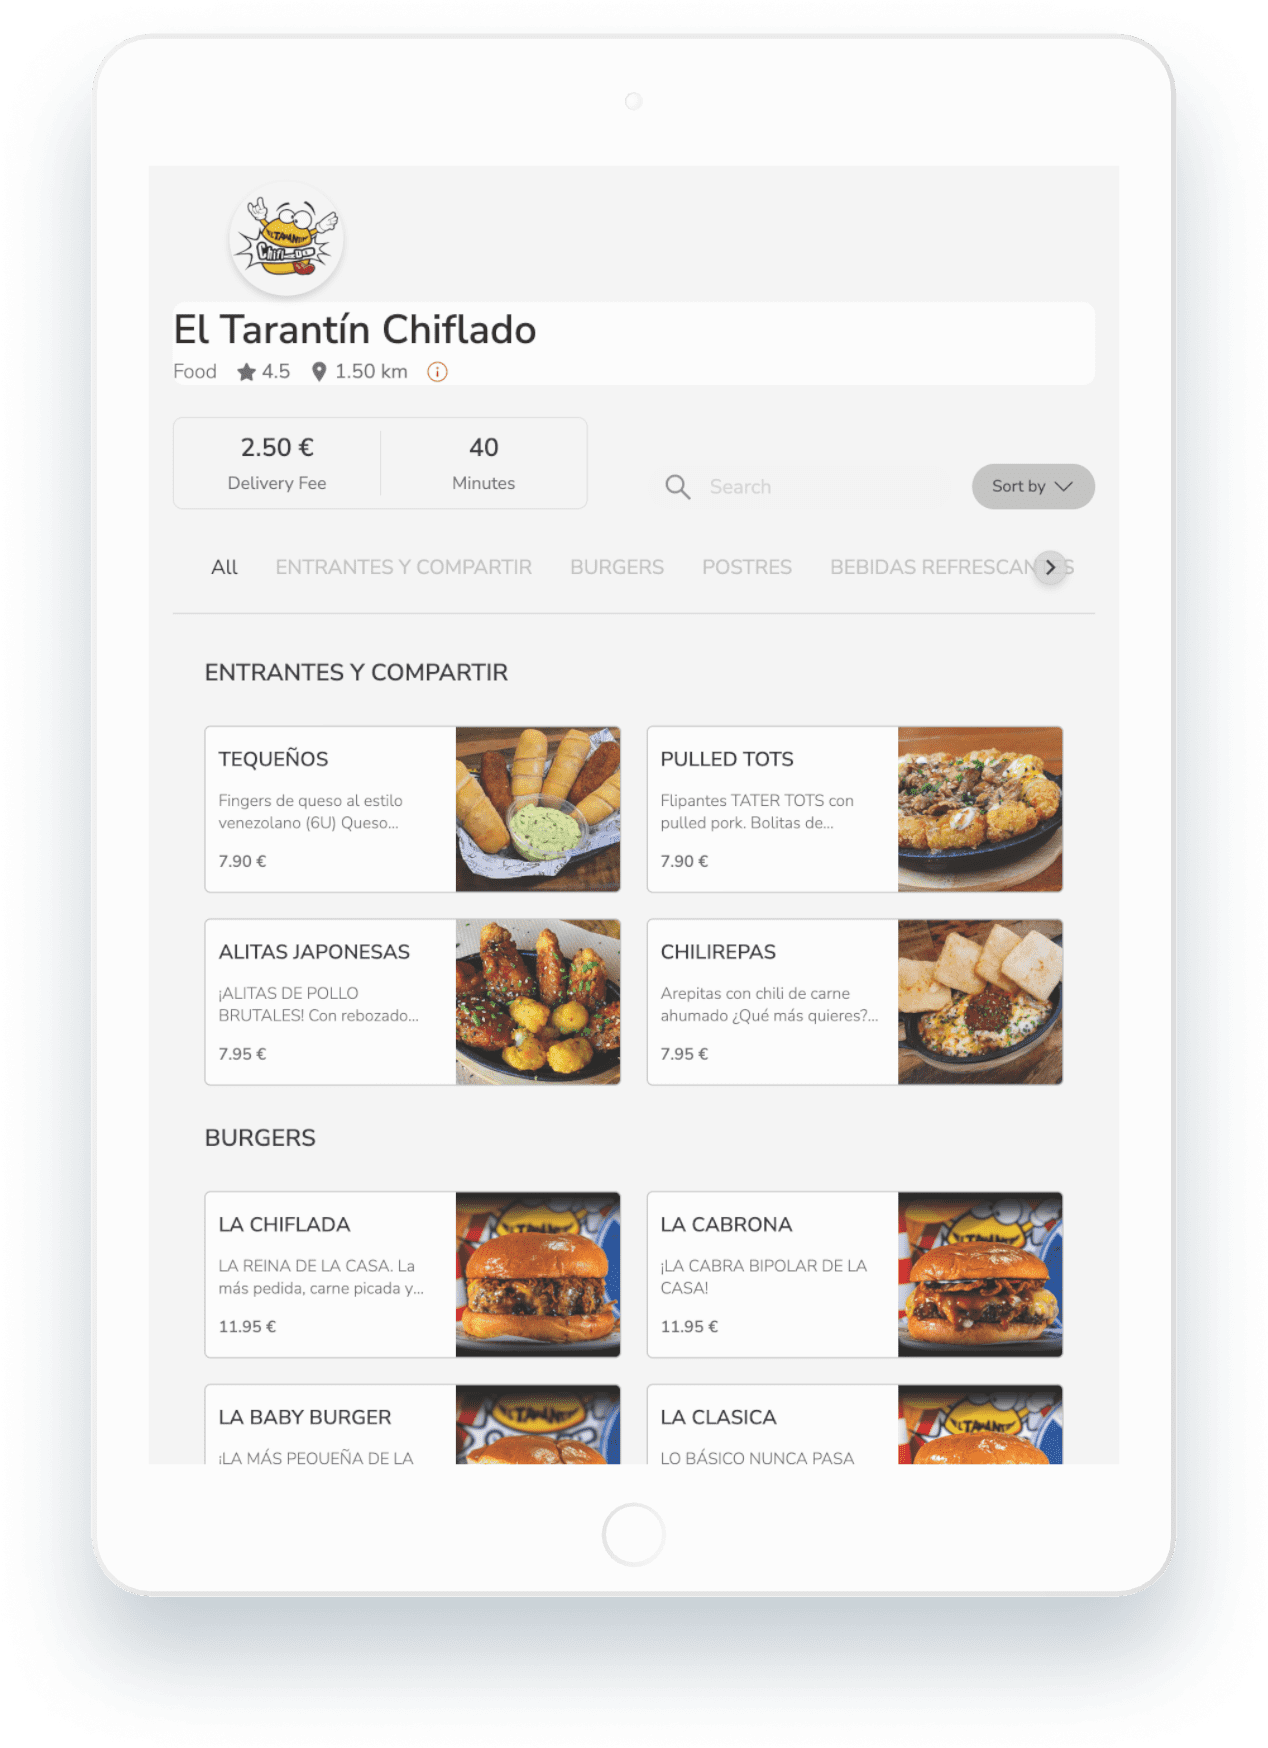 EL TARANTIN
Chiflado
El Tarantín Chiflado
Food 4.5 1.50 km
2.50 €
Delivery Fee
40
Minutes
Search
Sort by
All ENTRANTES Y COMPARTIR BURGERS POSTRES BEBIDAS REFRESCAN S
ENTRANTES Y COMPARTIR
TEQUEÑOS
Fingers de queso al estilo
venezolano (6U) Queso...
7.90 €
PULLED TOTS
Flipantes TATER TOTS con
pulled pork. Bolitas de...
7.90 €
ALITAS JAPONESAS
¡ALITAS DE POLLO
BRUTALES! Con rebozado...
7.95 €
CHILIREPAS
Arepitas con chili de carne
ahumado ¿Qué más quieres?...
7.95 €
BURGERS
LA CHIFLADA
LA REINA DE LA CASA. La
más pedida, carne picada y...
11.95 €
LA CABRONA
¡LA CABRA BIPOLAR DE LA
CASA!
11.95 €
LA BABY BURGER
¡LA MÁS PEQUEÑA DE LA
LA CLASICA
LO BÁSICO NUNCA PASA